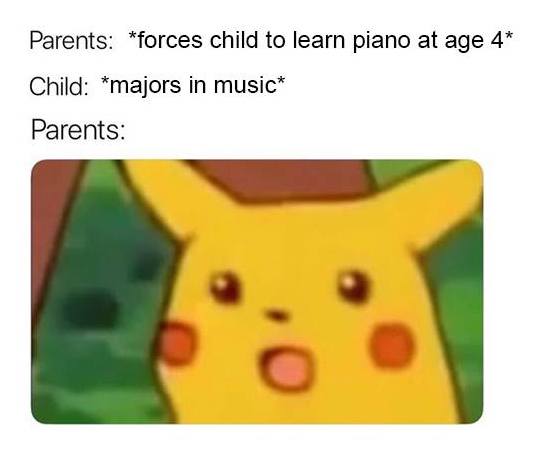 Parents: *forces child to learn piano at age 4*
Child: *majors in music*
Parents: